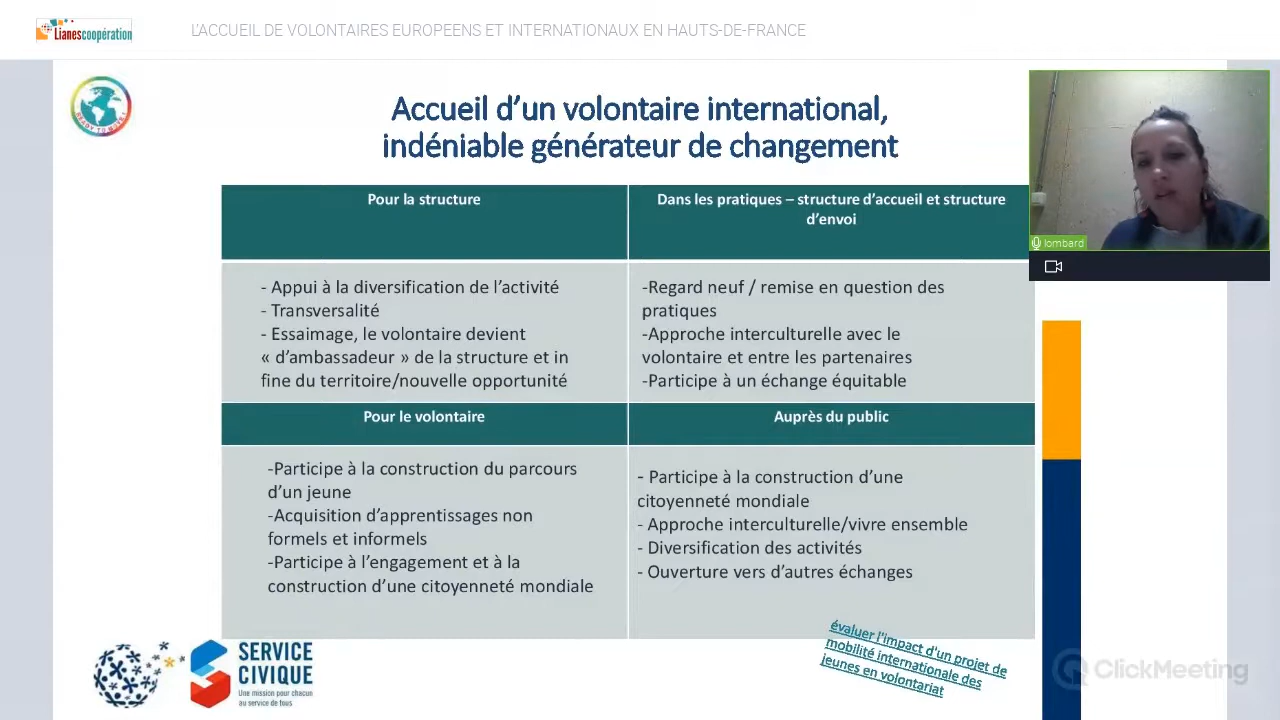 Lianescoopération
L'ACCUEIL DE VOLONTAIRES EUROPEENS ET INTERNATIONAUX EN HAUTS-DE-FRANCE
Accueil d'un volontaire international,
indéniable générateur de changement
Pour la structure
- Appui à la diversification de l'activité
- Transversalité
- Essaimage, le volontaire devient
« d'ambassadeur » de la structure et in
fine du territoire/nouvelle opportunité
Dans les pratiques – structure d'accueil et structure
d'envoi
-Regard neuf / remise en question des
pratiques
-Approche interculturelle avec le
volontaire et entre les partenaires
-Participe à un échange équitable
Pour le volontaire
-Participe à la construction du parcours
d'un jeune
-Acquisition d'apprentissages non
formels et informels
-Participe à l'engagement et à la
construction d'une citoyenneté mondiale
Auprès du public
- Participe à la construction d'une
citoyenneté mondiale
- Approche interculturelle/vivre ensemble
- Diversification des activités
- Ouverture vers d'autres échanges
évaluer l'impact d'un projet de
mobilité internationale des
jeunes en volontariat
SERVICE
CIVIQUE
Une mission pour chacun
au service de tous
lombard
ClickMeeting